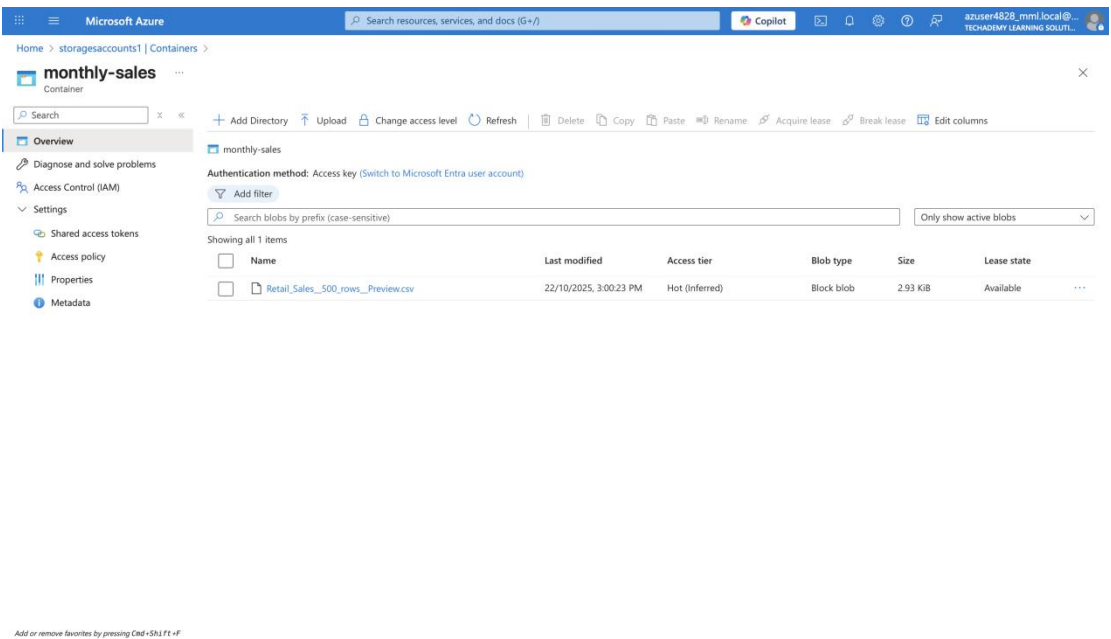 Microsoft Azure
Search resources, services, and docs (G+/)
Copilot
azuser4828_mml.local@...
TECHADEMY LEARNING SOLUTI...
Home > storagesaccounts1 | Containers >
monthly-sales ...
Container
Search
Add Directory Upload Change access level Refresh Delete Copy Paste Rename Acquire lease Break lease Edit columns
Overview
Diagnose and solve problems
Access Control (IAM)
Settings
Shared access tokens
Access policy
Properties
Metadata
monthly-sales
Authentication method: Access key (Switch to Microsoft Entra user account)
Add filter
Search blobs by prefix (case-sensitive)
Only show active blobs
Showing all 1 items
Name Last modified Access tier Blob type Size Lease state
Retail_Sales__500_rows__Preview.csv 22/10/2025, 3:00:23 PM Hot (Inferred) Block blob 2.93 KiB Available ...
Add or remove favorites by pressing Cmd+Shift+F